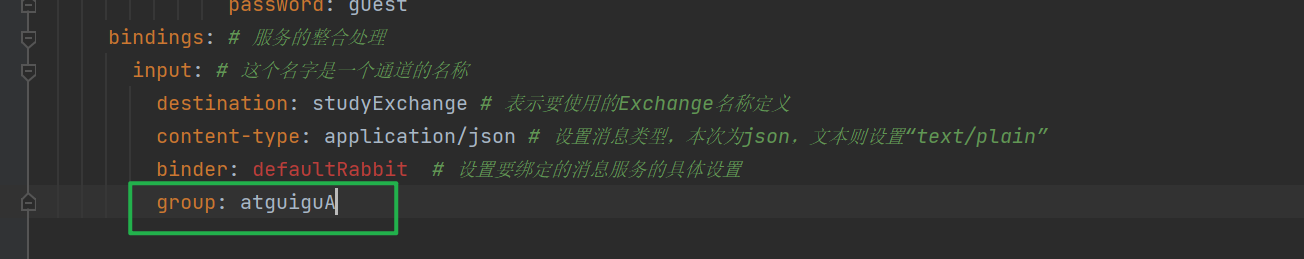 password: guest
bindings: # 服务的整合处理
input: # 这个名字是一个通道的名称
destination: studyExchange # 表示要使用的Exchange名称定义
content-type: application/json # 设置消息类型，本次为json，文本则设置“text/plain”
binder: defaultRabbit # 设置要绑定的消息服务的具体设置
group: atguiguA